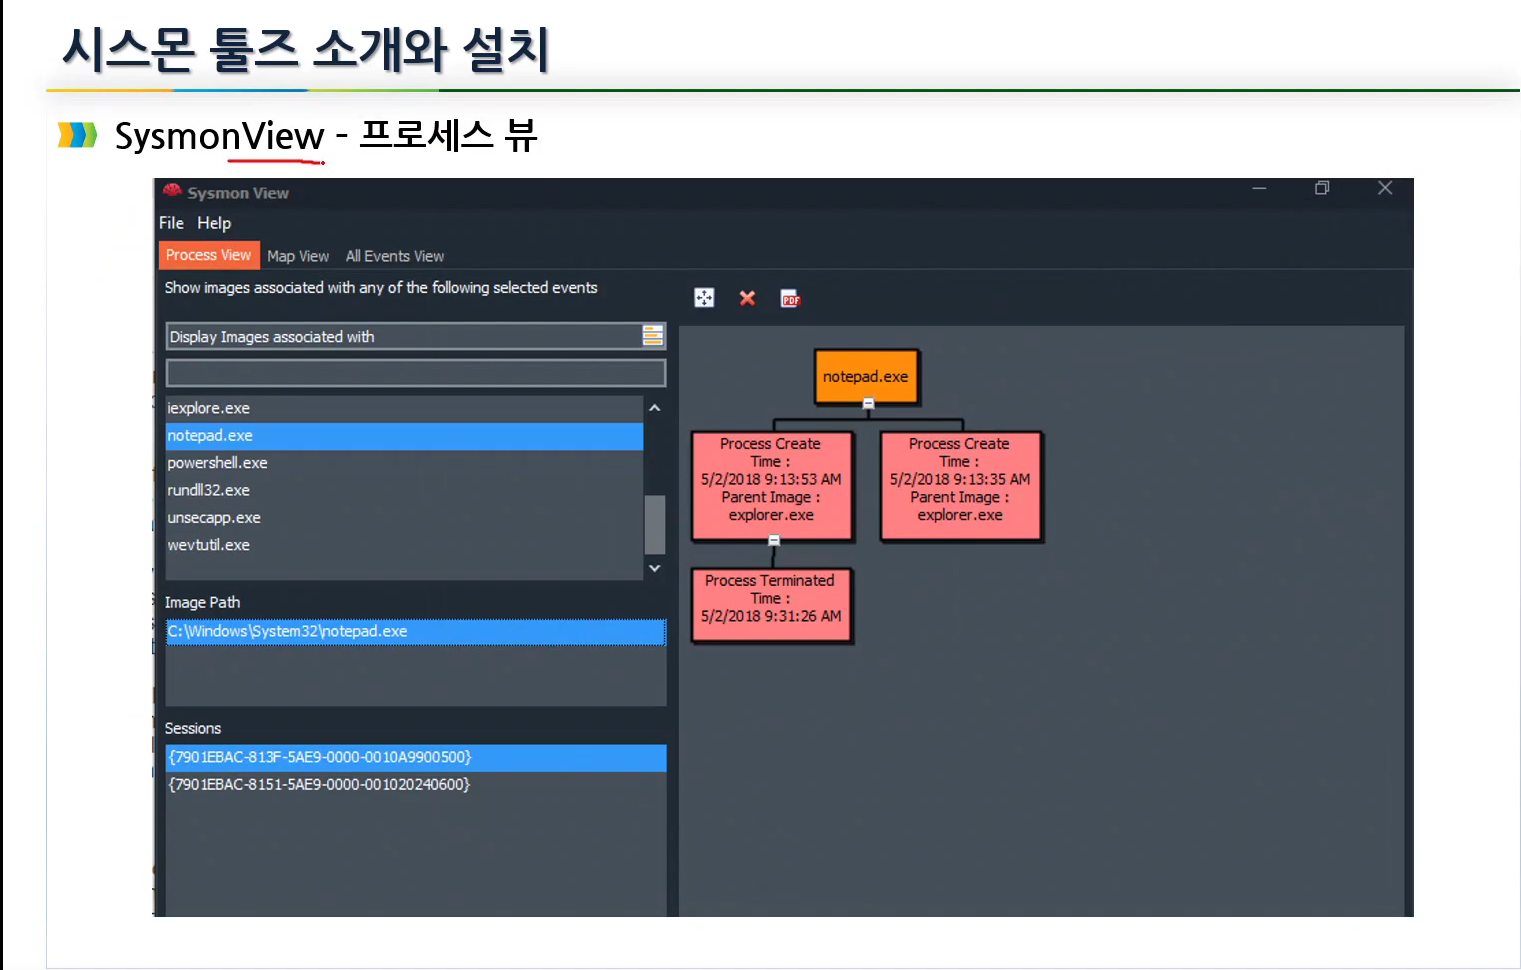 시스몬 툴즈 소개와 설치
SysmonView - 프로세스 뷰
Sysmon View
File Help
Process View Map View All Events View
Show images associated with any of the following selected events
PDF
Display Images associated with
iexplore.exe
notepad.exe
powershell.exe
rundll32.exe
unsecapp.exe
wevtutil.exe
Image Path
C:\Windows\System32\notepad.exe
Sessions
{7901EBAC-813F-5AE9-0000-0010A9900500}
{7901EBAC-8151-5AE9-0000-001020240600}
notepad.exe
Process Create
Time :
5/2/2018 9:13:53 AM
Parent Image :
explorer.exe
Process Create
Time :
5/2/2018 9:13:35 AM
Parent Image :
explorer.exe
Process Terminated
Time :
5/2/2018 9:31:26 AM